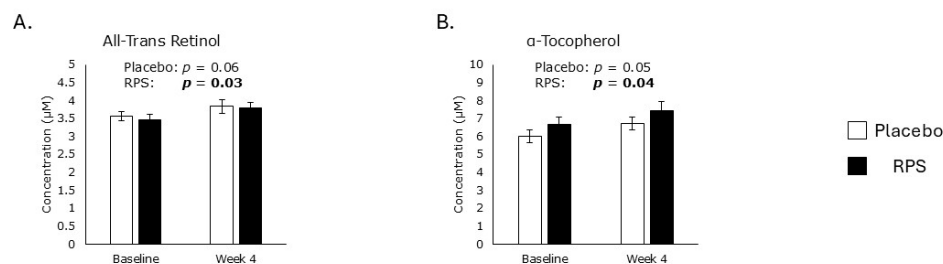 A.
All-Trans Retinol
Placebo: p = 0.06
RPS: p = 0.03
Concentration (µM)
5
4.5
4
3.5
3
2.5
2
1.5
1
0.5
0
Baseline Week 4
B.
α-Tocopherol
Placebo: p = 0.05
RPS: p = 0.04
Concentration (µM)
10
9
8
7
6
5
4
3
2
1
0
Baseline Week 4
Placebo
RPS